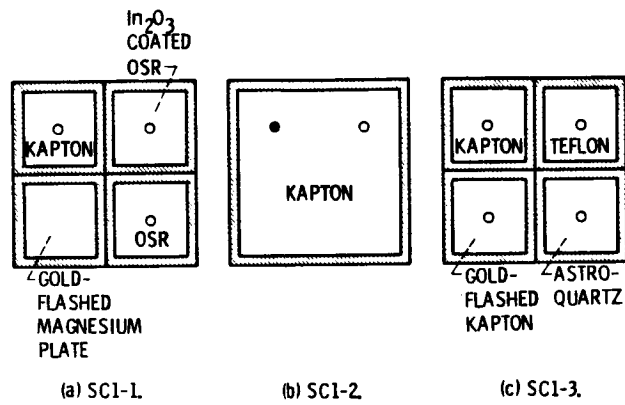 In2O3
COATED
OSR
KAPTON
OSR
GOLD-
FLASHED
MAGNESIUM
PLATE
(a) SC1-1.
KAPTON
(b) SC1-2.
KAPTON
TEFLON
GOLD-
FLASHED
KAPTON
ASTRO-
QUARTZ
(c) SC1-3.